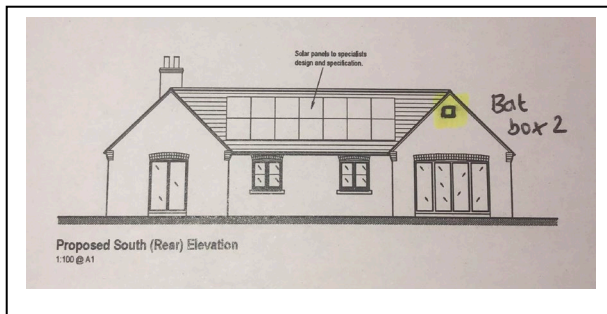 Solar panels to specialists
design and specification.
Bat
box 2
Proposed South (Rear) Elevation
1:100 @ A1